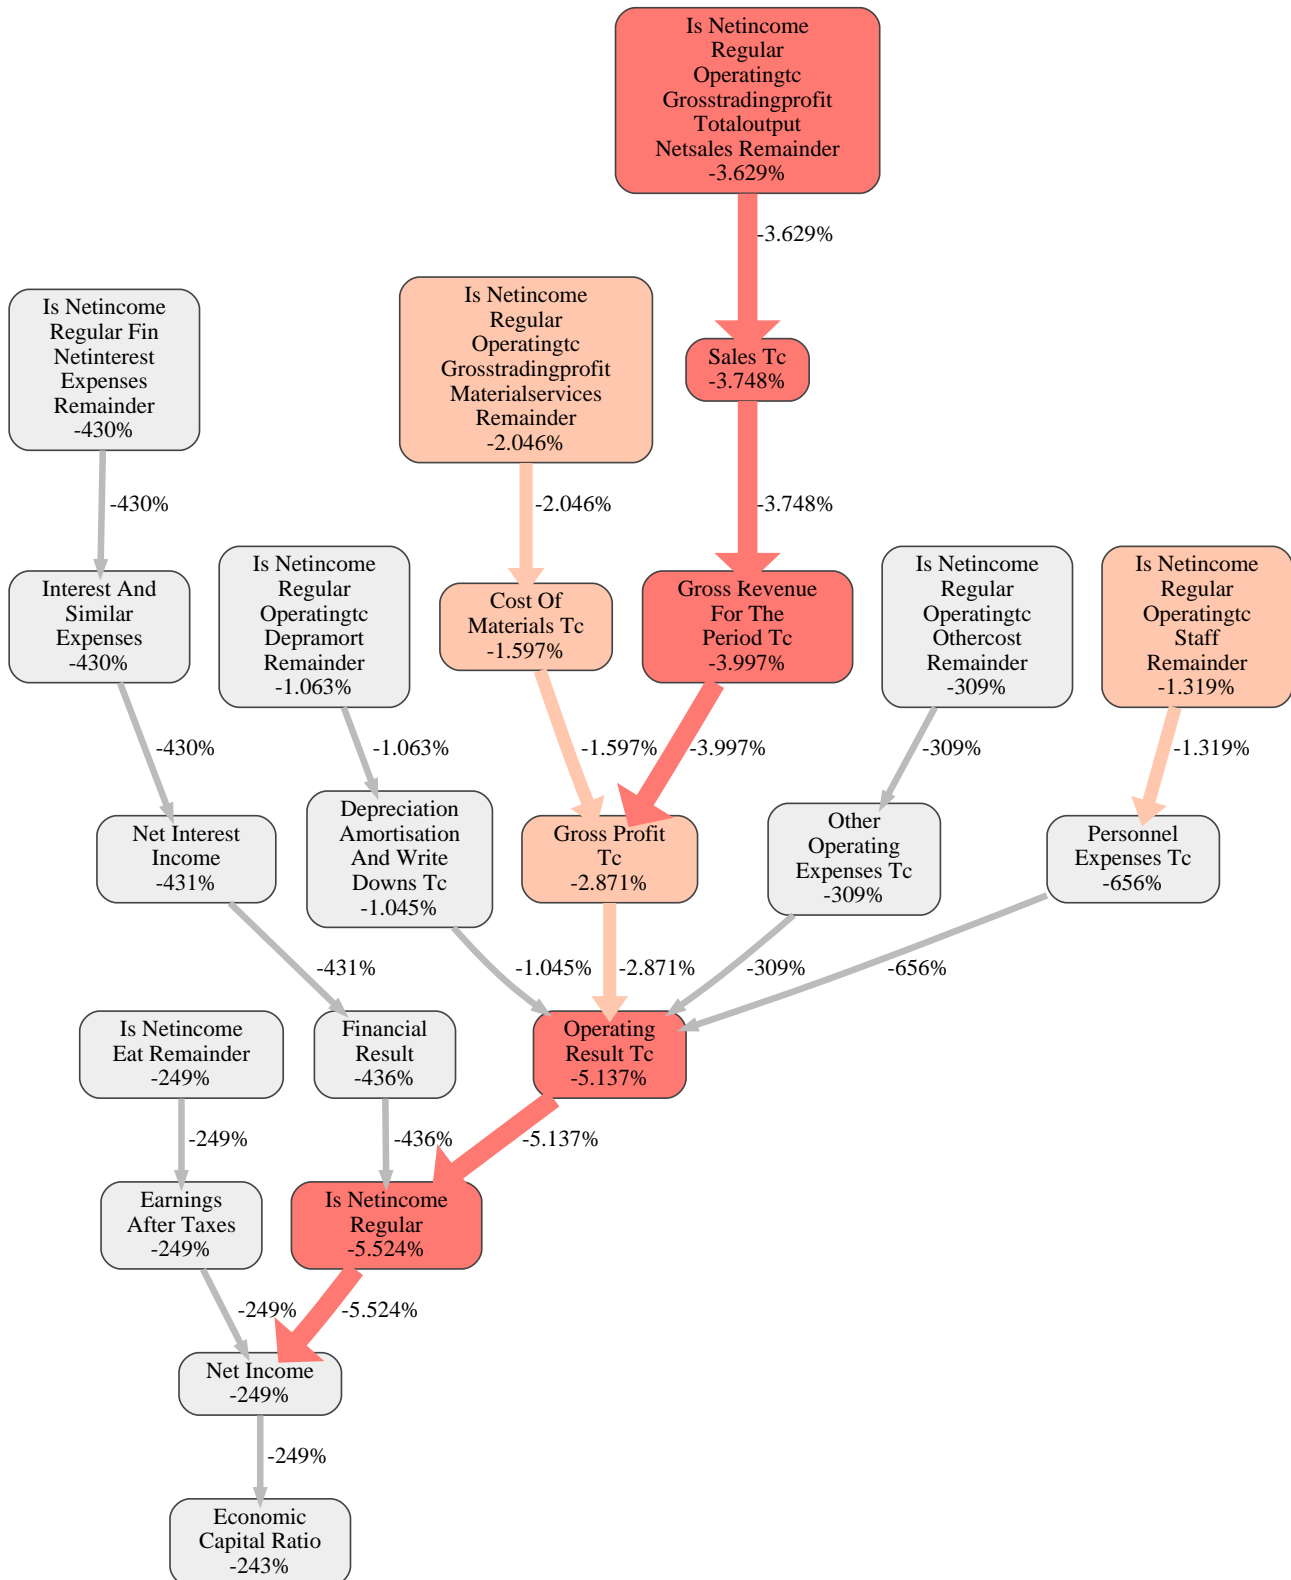 Is Netincome
Regular
Operatingtc
Grosstradingprofit
Totaloutput
Netsales Remainder
-3.629%
-3.629%
Is Netincome
Regular Fin
Netinterest
Expenses
Remainder
-430%
Is Netincome
Regular
Operatingtc
Grosstradingprofit
Materialservices
Remainder
-2.046%
Sales Tc
-3.748%
-430%
-2.046%
-3.748%
Interest And
Similar
Expenses
-430%
Is Netincome
Regular
Operatingtc
Depramort
Remainder
-1.063%
Cost Of
Materials Tc
-1.597%
Gross Revenue
For The
Period Tc
-3.997%
Is Netincome
Regular
Operatingtc
Othercost
Remainder
-309%
Is Netincome
Regular
Operatingtc
Staff
Remainder
-1.319%
-430%
-1.063%
-1.597%
-3.997%
-309%
-1.319%
Net Interest
Income
-431%
Depreciation
Amortisation
And Write
Downs Tc
-1.045%
Gross Profit
Tc
-2.871%
Other
Operating
Expenses Tc
-309%
Personnel
Expenses Tc
-656%
-431%
-1.045%
-2.871%
-309%
-656%
Is Netincome
Eat Remainder
-249%
Financial
Result
-436%
Operating
Result Tc
-5.137%
-249%
-436%
-5.137%
Earnings
After Taxes
-249%
Is Netincome
Regular
-5.524%
-249%
-5.524%
Net Income
-249%
-249%
Economic
Capital Ratio
-243%